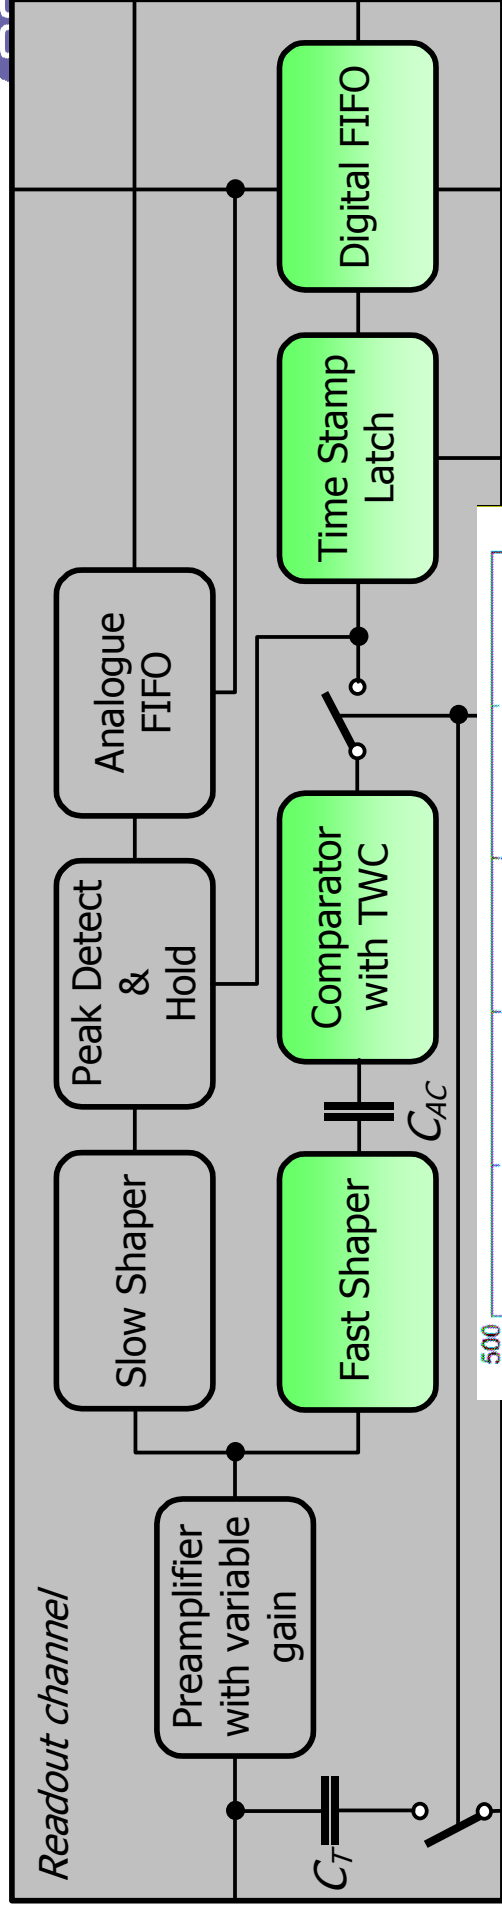 Readout channel
Preamplifier
with variable
gain
C_T
Slow Shaper
Peak Detect
&
Hold
Analogue
FIFO
Fast Shaper
C_AC
Comparator
with TWC
Time Stamp
Latch
Digital FIFO
500